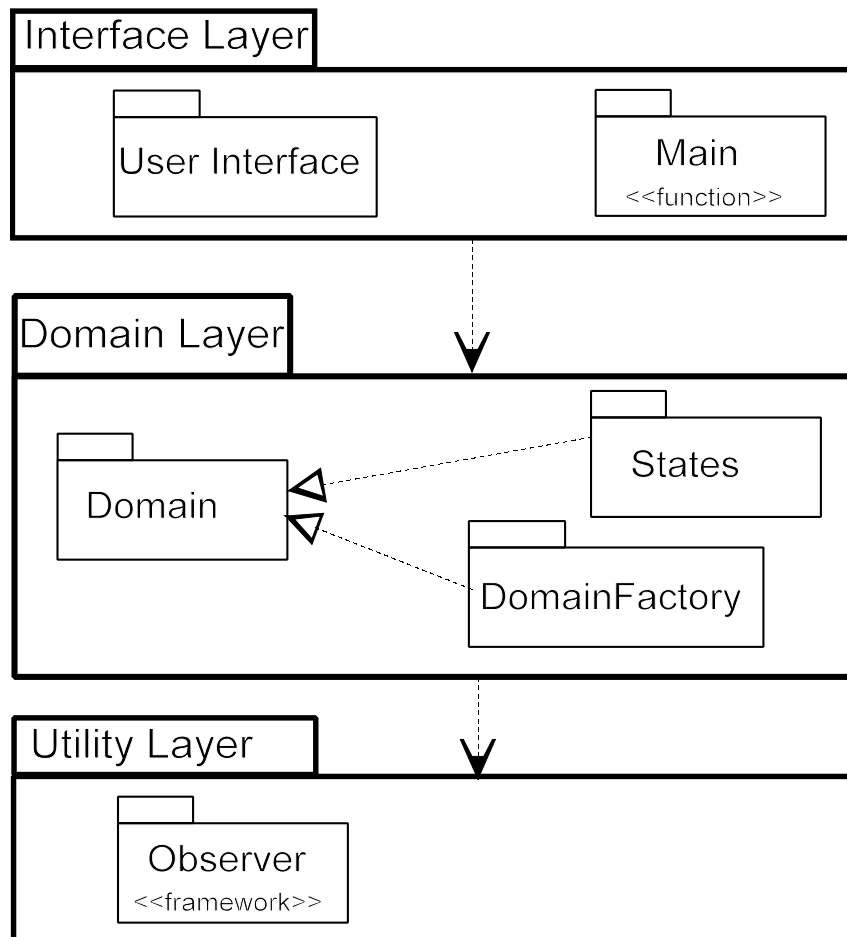 Interface Layer
User Interface
Main
<<function>>
Domain Layer
States
Domain
DomainFactory
Utility Layer
Observer
<<framework>>